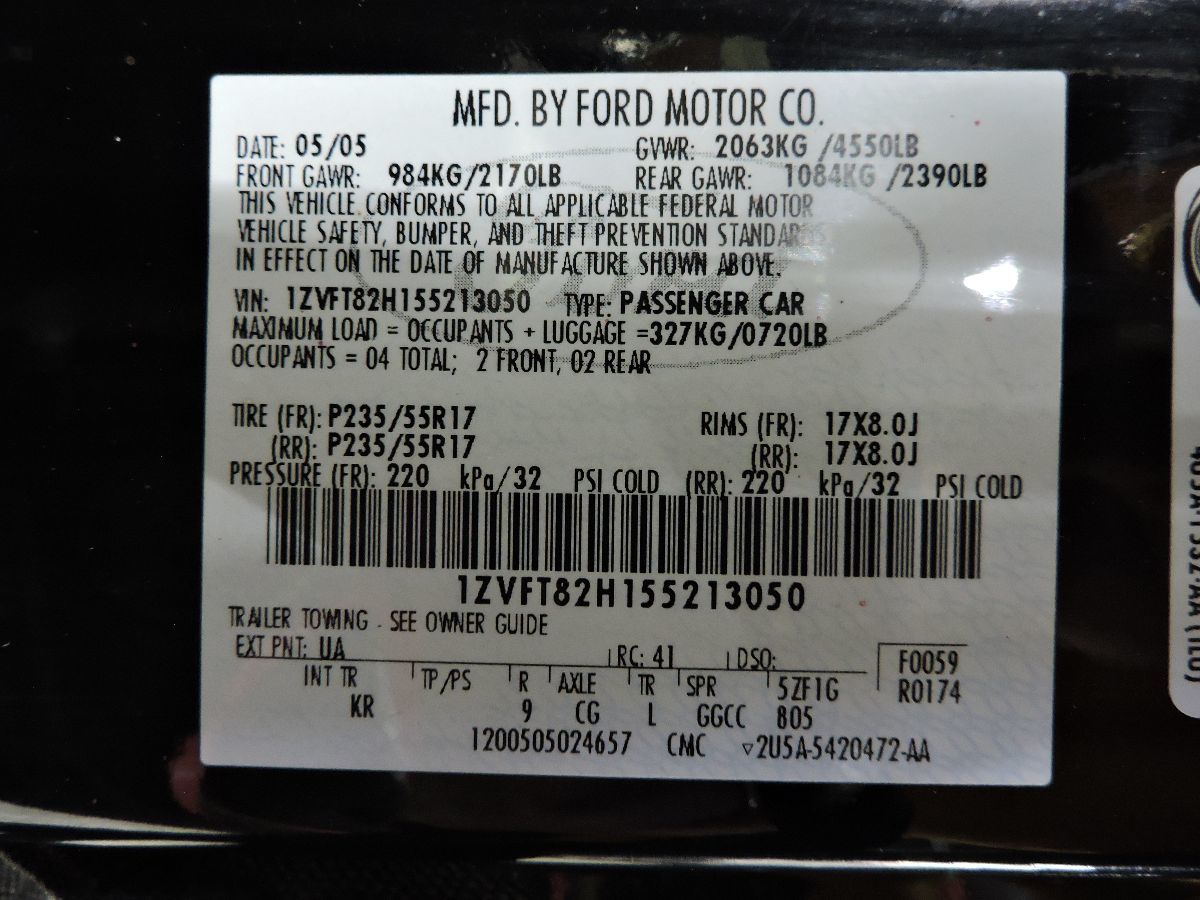 MFD. BY FORD MOTOR CO.
DATE: 05/05 GVWR: 2063KG /4550LB
FRONT GAWR: 984KG/2170LB REAR GAWR: 1084KG /2390LB
THIS VEHICLE CONFORMS TO ALL APPLICABLE FEDERAL MOTOR
VEHICLE SAFETY, BUMPER, AND THEFT PREVENTION STANDARDS
IN EFFECT ON THE DATE OF MANUFACTURE SHOWN ABOVE.
VIN: 1ZVFT82H155213050 TYPE: PASSENGER CAR
MAXIMUM LOAD = OCCUPANTS + LUGGAGE =327KG/0720LB
OCCUPANTS = 04 TOTAL; 2 FRONT, 02 REAR
TIRE (FR): P235/55R17 RIMS (FR): 17X8.0J
(RR): P235/55R17 (RR): 17X8.0J
PRESSURE (FR): 220 kPa/32 PSI COLD (RR): 220 kPa/32 PSI COLD
1ZVFT82H155213050
TRAILER TOWING - SEE OWNER GUIDE
EXT PNT: UA RC: 41 DSO: F0059
INT TR TP/PS R AXLE TR SPR 5ZF1G R0174
KR 9 CG L GGCC 805
1200505024657 CMC ▿2U5A-5420472-AA